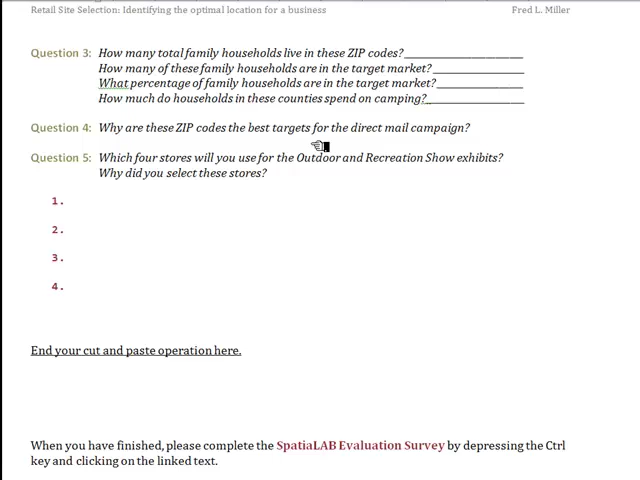 Retail Site Selection: Identifying the optimal location for a business Fred L. Miller
Question 3: How many total family households live in these ZIP codes?____________________
How many of these family households are in the target market?________________
What percentage of family households are in the target market?_______________
How much do households in these counties spend on camping?_________________
Question 4: Why are these ZIP codes the best targets for the direct mail campaign?
Question 5: Which four stores will you use for the Outdoor and Recreation Show exhibits?
Why did you select these stores?
1.
2.
3.
4.
End your cut and paste operation here.
When you have finished, please complete the SpatiaLAB Evaluation Survey by depressing the Ctrl
key and clicking on the linked text.